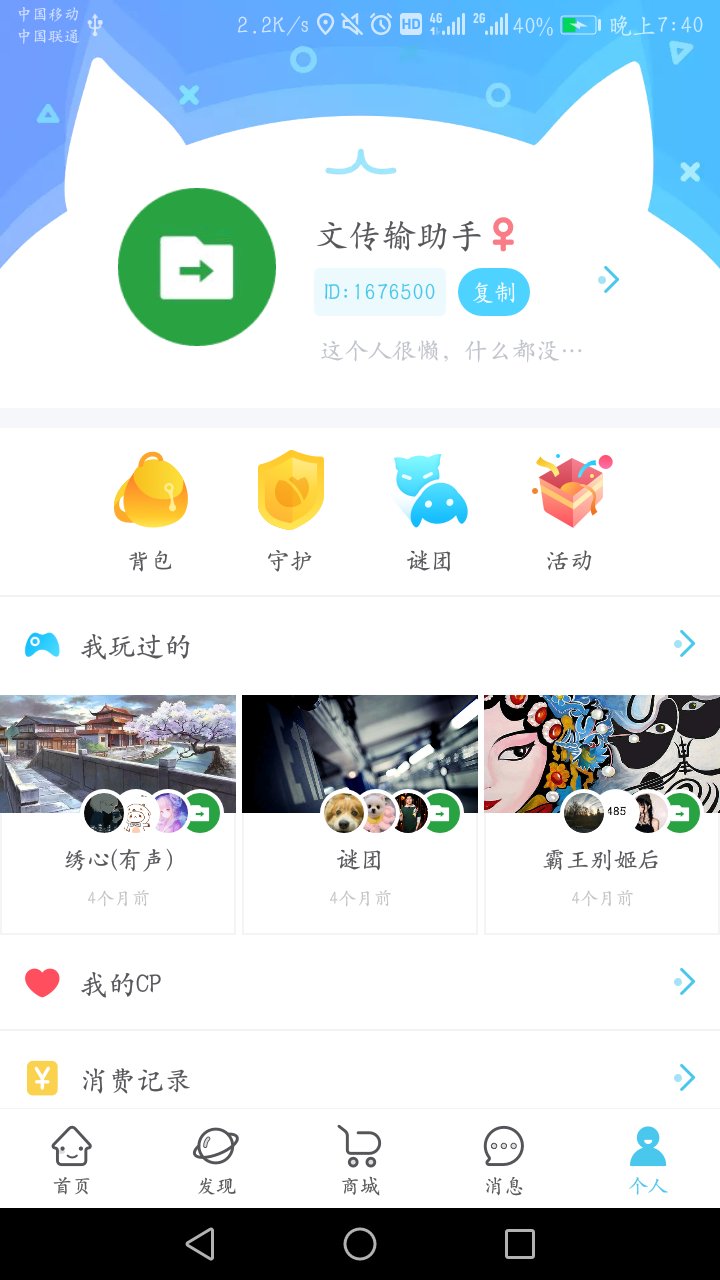 中国移动
中国联通
2.2K/s HD 4G 2G 40% 晚上7:40
文传输助手
ID:1676500 复制
这个人很懒，什么都没…
背包 守护 谜团 活动
我玩过的
485
绣心(有声) 谜团 霸王别姬后
4个月前 4个月前 4个月前
我的CP
¥ 消费记录
首页 发现 商城 消息 个人